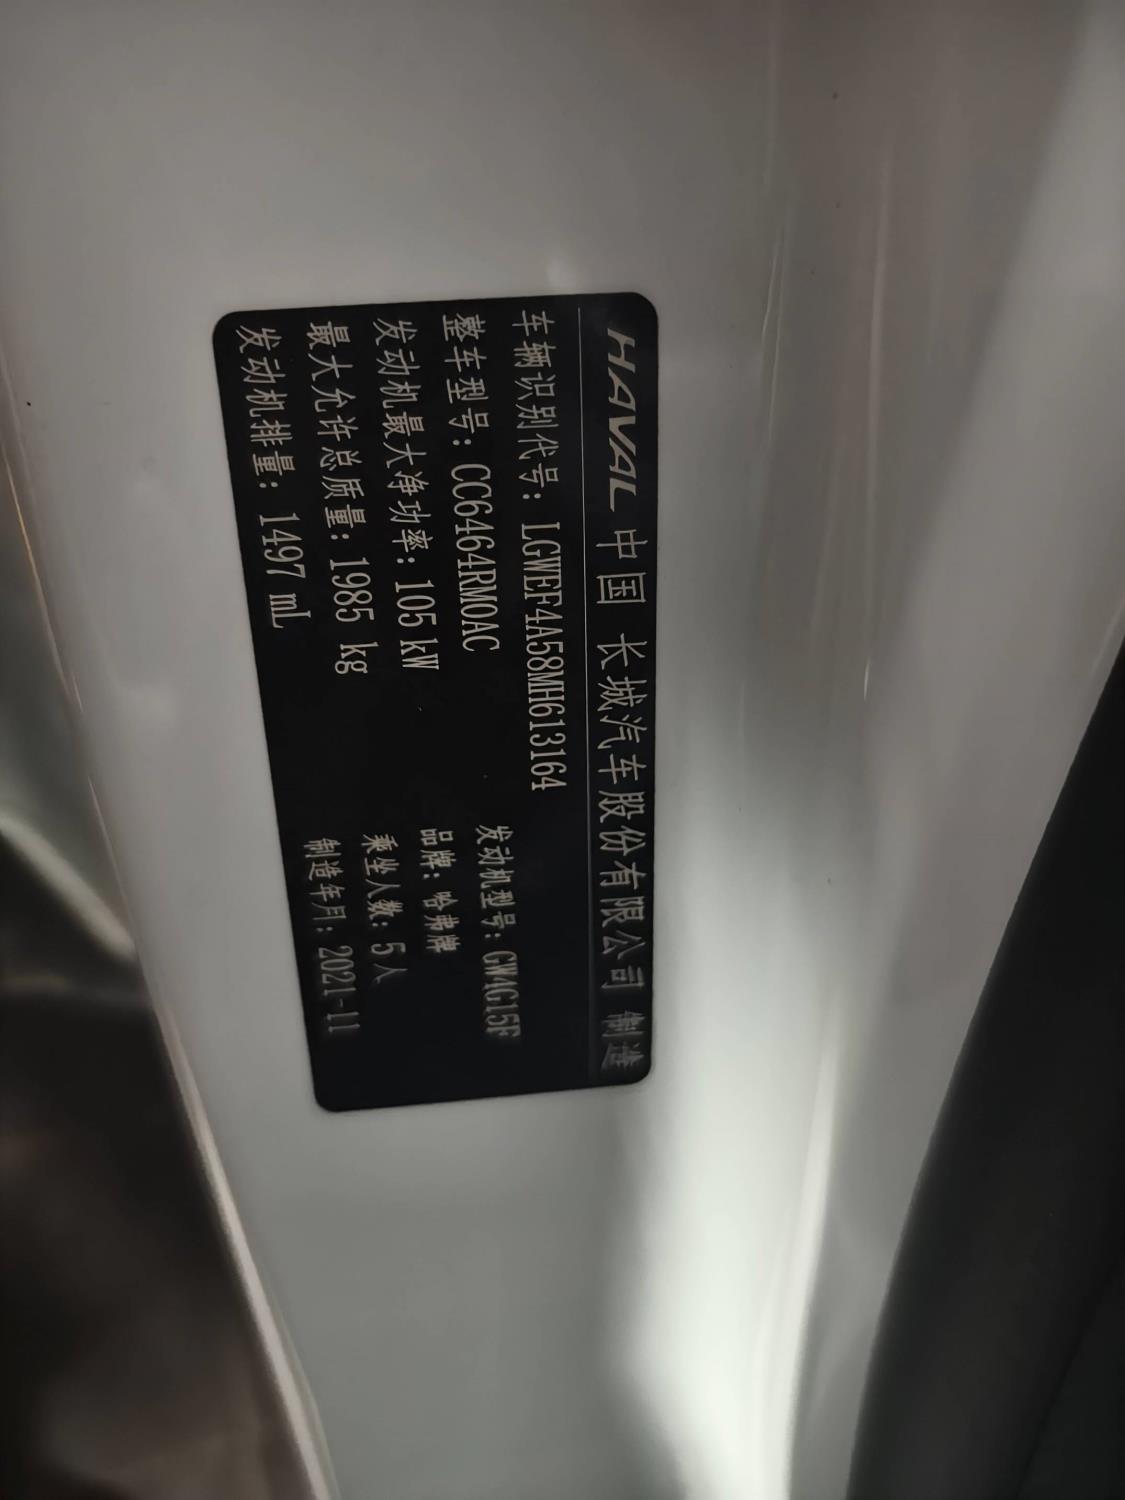 HAVAL 中国 长城汽车股份有限公司 制造
车辆识别代号：LGWEF4A58MH613164
整车型号：CC6464RM0AC
发动机型号：GW4G15F
发动机最大净功率：105 kW
品牌：哈弗牌
最大允许总质量：1985 kg
乘坐人数：5人
发动机排量：1497 mL
制造年月：2021-11